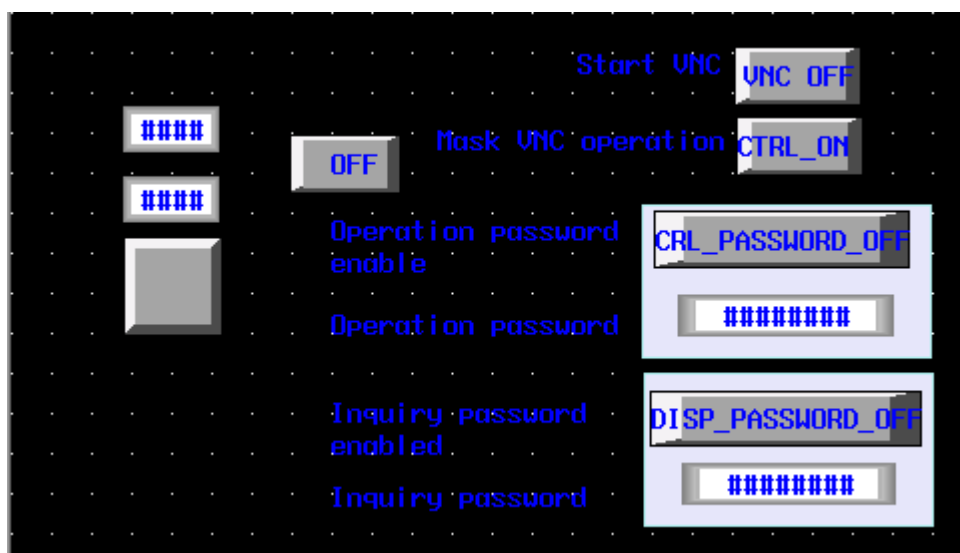 Start VNC VNC OFF
####
Mask VNC operation CTRL_ON
OFF
####
Operation password
enable
CRL_PASSWORD_OFF
Operation password ########
Inquiry password
enabled
DISP_PASSWORD_OFF
Inquiry password ########